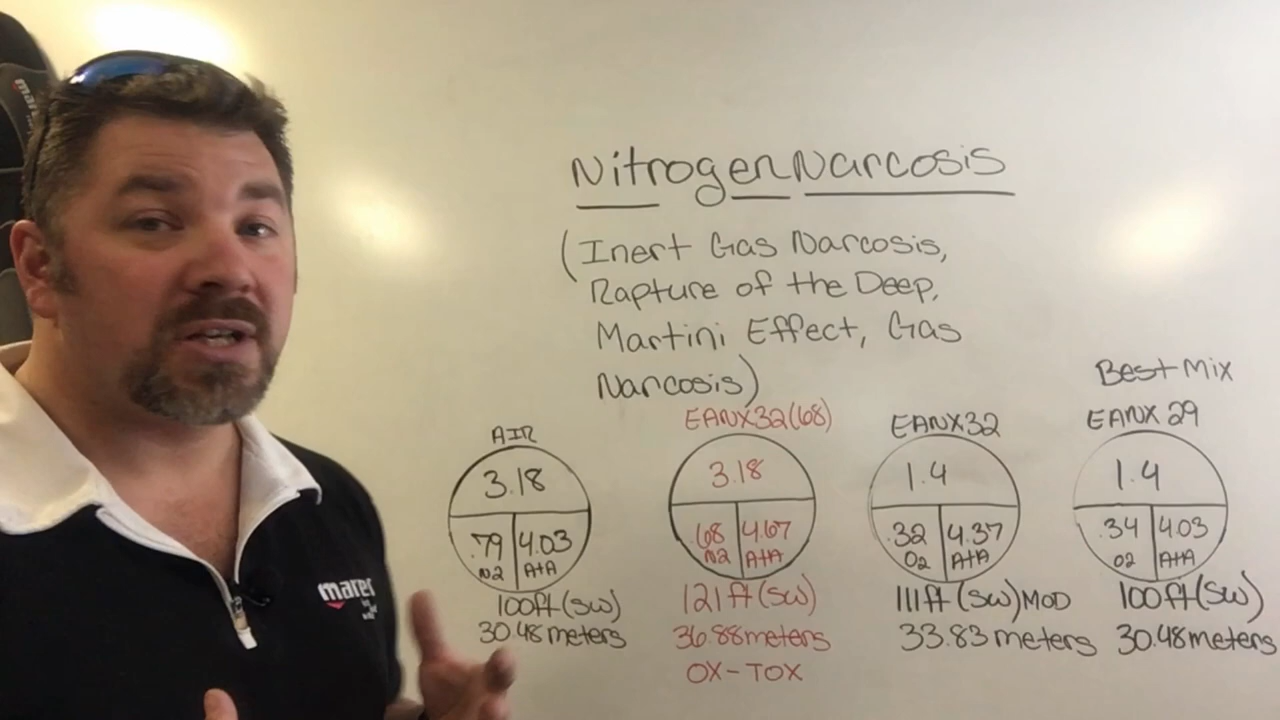 Nitrogen Narcosis
(Inert Gas Narcosis,
Rapture of the Deep,
Martini Effect, Gas
Narcosis)
AIR
3.18
.79 N2
4.03 AtA
100ft (SW)
30.48 meters
EANX32(68)
3.18
.68 N2
4.67 AtA
121 ft (SW)
36.88 meters
OX-TOX
EANX32
1.4
.32 O2
4.37 AtA
111ft (SW) MOD
33.83 meters
Best Mix
EANX 29
1.4
.34 O2
4.03 AtA
100ft (SW)
30.48 meters
mares
mares